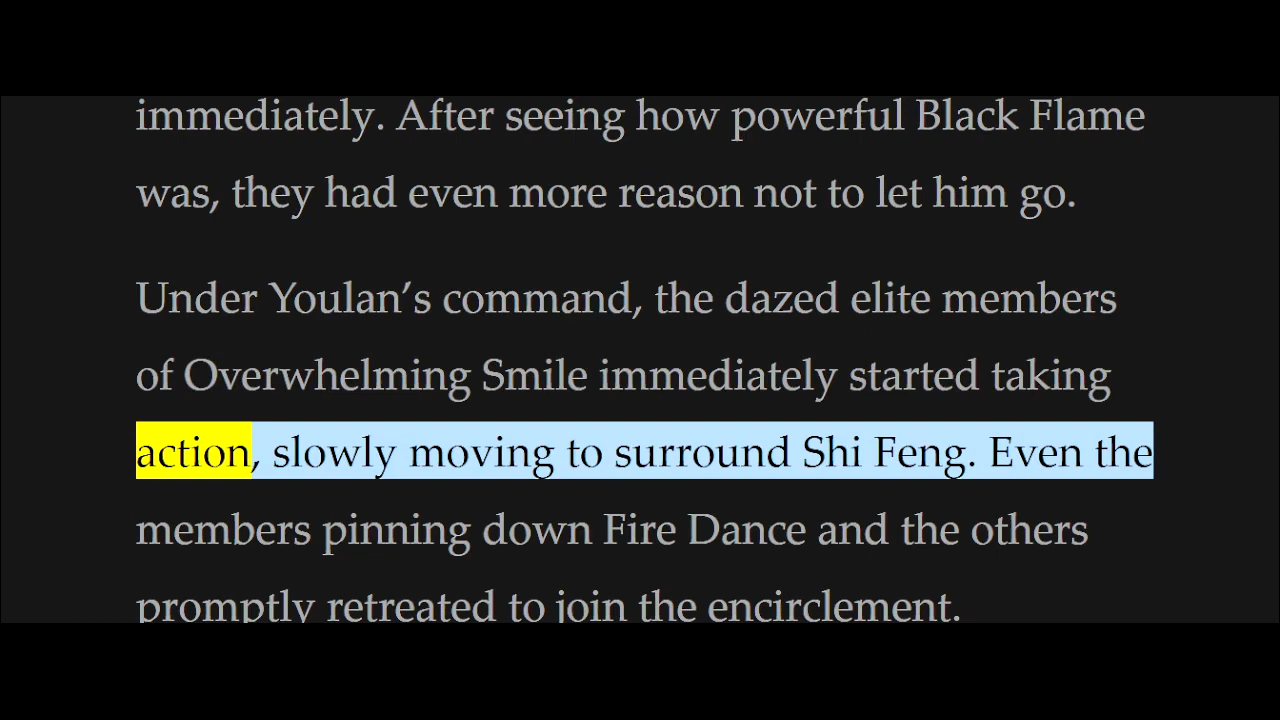 immediately. After seeing how powerful Black Flame
was, they had even more reason not to let him go.
Under Youlan’s command, the dazed elite members
of Overwhelming Smile immediately started taking
action, slowly moving to surround Shi Feng. Even the
members pinning down Fire Dance and the others
promptly retreated to join the encirclement.